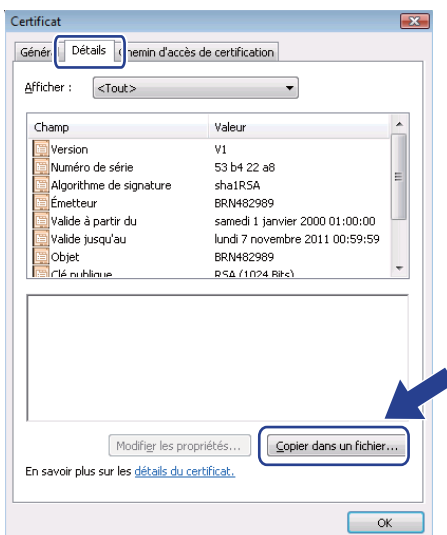 Certificat
Général Détails Chemin d'accès de certification
Afficher : <Tout>
Champ Valeur
Version V1
Numéro de série 53 b4 22 a8
Algorithme de signature sha1RSA
Émetteur BRN482989
Valide à partir du samedi 1 janvier 2000 01:00:00
Valide jusqu'au lundi 7 novembre 2011 00:59:59
Objet BRN482989
Clé publique RSA (1024 Bits)
Modifier les propriétés... Copier dans un fichier...
En savoir plus sur les détails du certificat.
OK